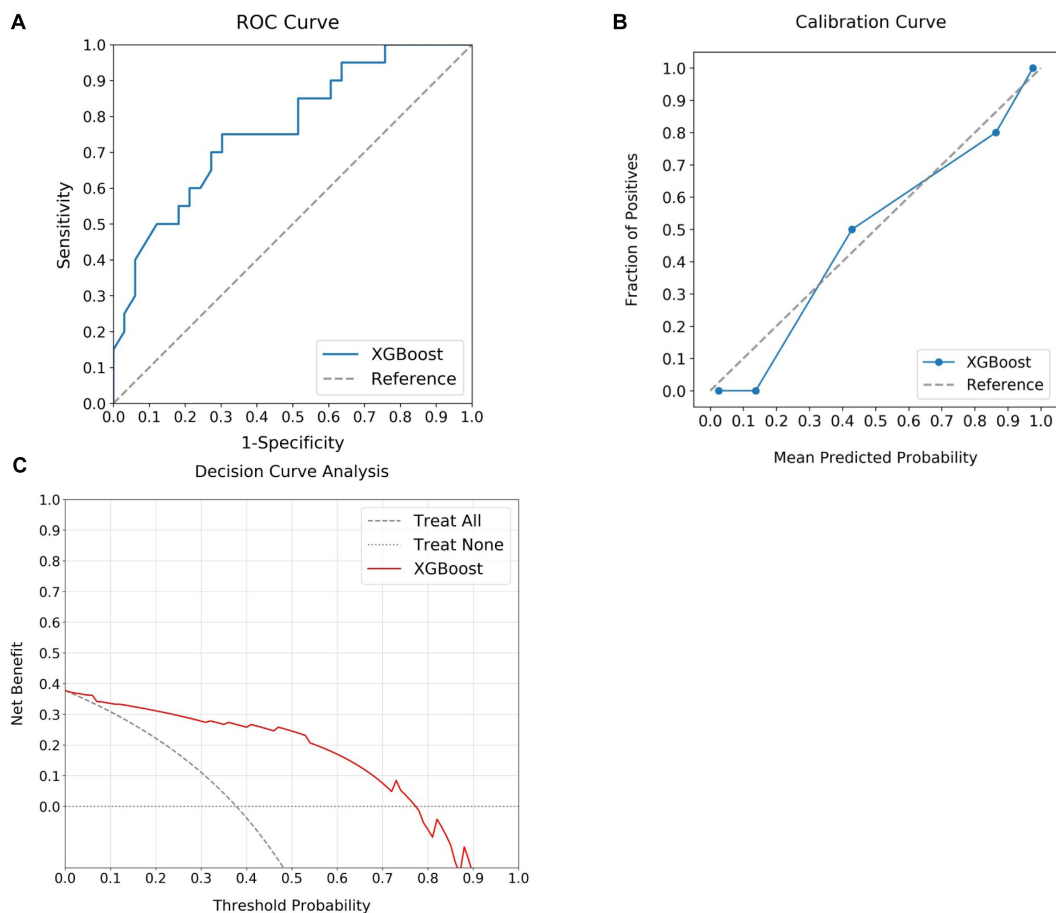 A
ROC Curve
1.0
0.9
0.8
0.7
0.6
0.5
0.4
0.3
0.2
0.1
0.0
Sensitivity
XGBoost
Reference
0.0 0.1 0.2 0.3 0.4 0.5 0.6 0.7 0.8 0.9 1.0
1-Specificity
B
Calibration Curve
1.0
0.9
0.8
0.7
0.6
0.5
0.4
0.3
0.2
0.1
0.0
Fraction of Positives
XGBoost
Reference
0.0 0.1 0.2 0.3 0.4 0.5 0.6 0.7 0.8 0.9 1.0
Mean Predicted Probability
C
Decision Curve Analysis
1.0
0.9
0.8
0.7
0.6
0.5
0.4
0.3
0.2
0.1
0.0
Net Benefit
Treat All
Treat None
XGBoost
0.0 0.1 0.2 0.3 0.4 0.5 0.6 0.7 0.8 0.9 1.0
Threshold Probability